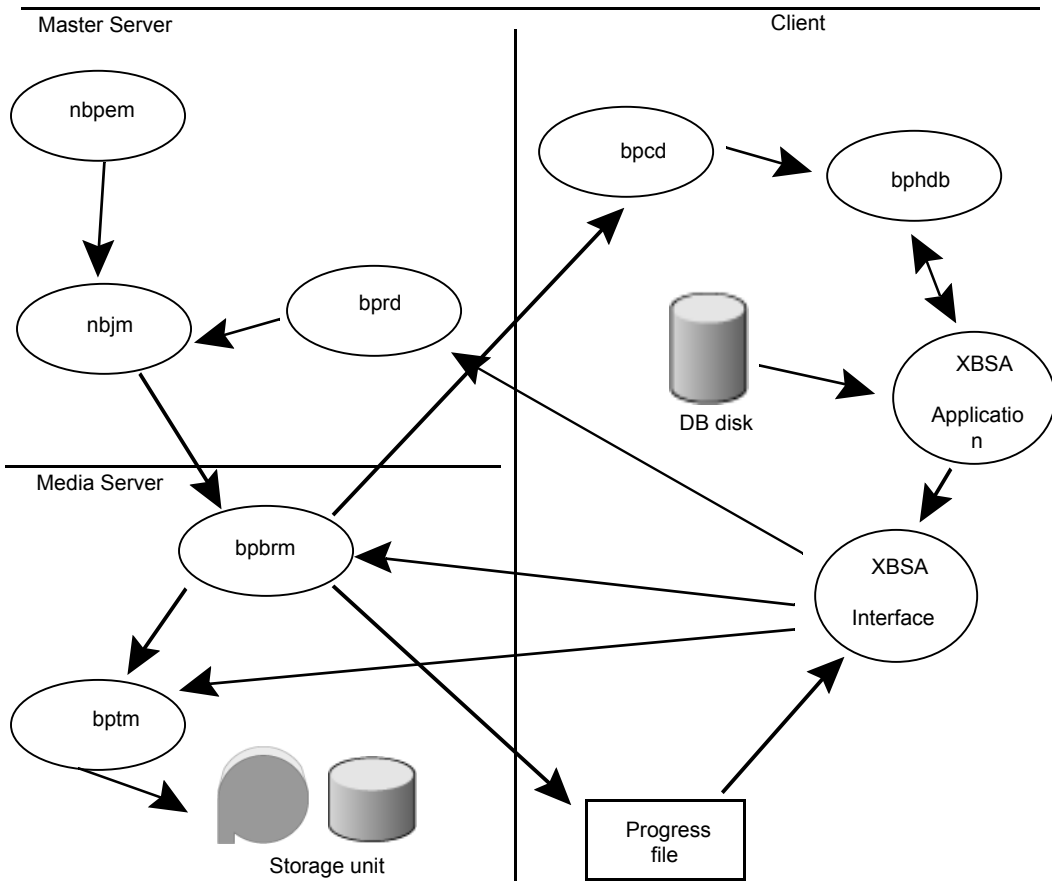 Master Server
Client
nbpem
bpcd
bphdb
nbjm
bprd
DB disk
XBSA
Applicatio
n
Media Server
bpbrm
XBSA
Interface
bptm
Storage unit
Progress
file